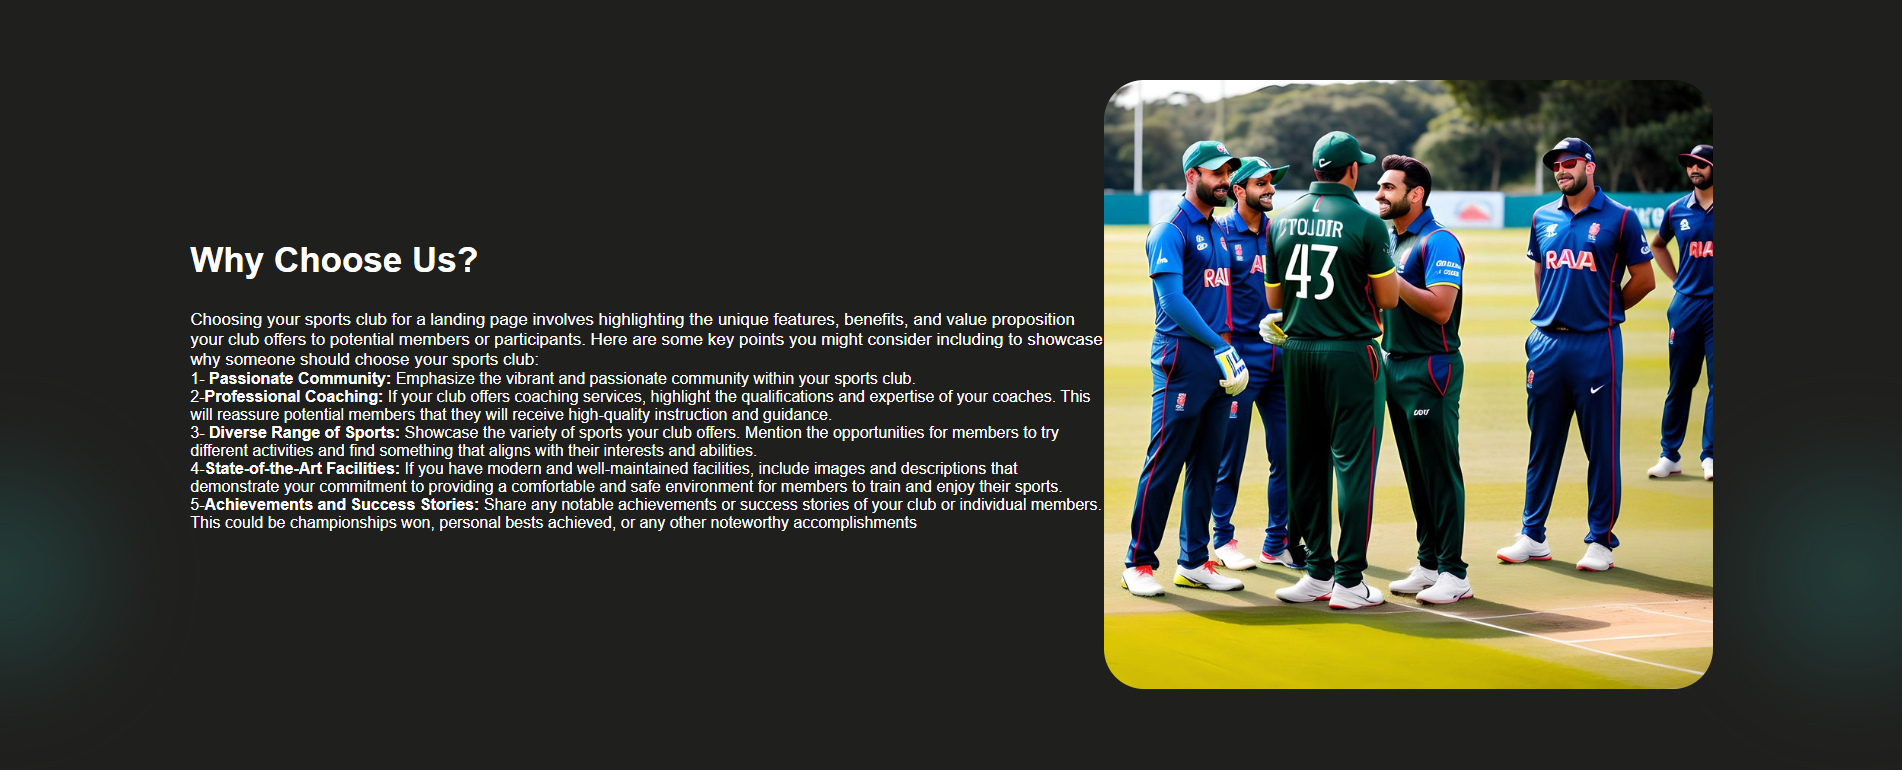 Why Choose Us?
Choosing your sports club for a landing page involves highlighting the unique features, benefits, and value proposition
your club offers to potential members or participants. Here are some key points you might consider including to showcase
why someone should choose your sports club:
1- Passionate Community: Emphasize the vibrant and passionate community within your sports club.
2-Professional Coaching: If your club offers coaching services, highlight the qualifications and expertise of your coaches. This
will reassure potential members that they will receive high-quality instruction and guidance.
3- Diverse Range of Sports: Showcase the variety of sports your club offers. Mention the opportunities for members to try
different activities and find something that aligns with their interests and abilities.
4-State-of-the-Art Facilities: If you have modern and well-maintained facilities, include images and descriptions that
demonstrate your commitment to providing a comfortable and safe environment for members to train and enjoy their sports.
5-Achievements and Success Stories: Share any notable achievements or success stories of your club or individual members.
This could be championships won, personal bests achieved, or any other noteworthy accomplishments
43